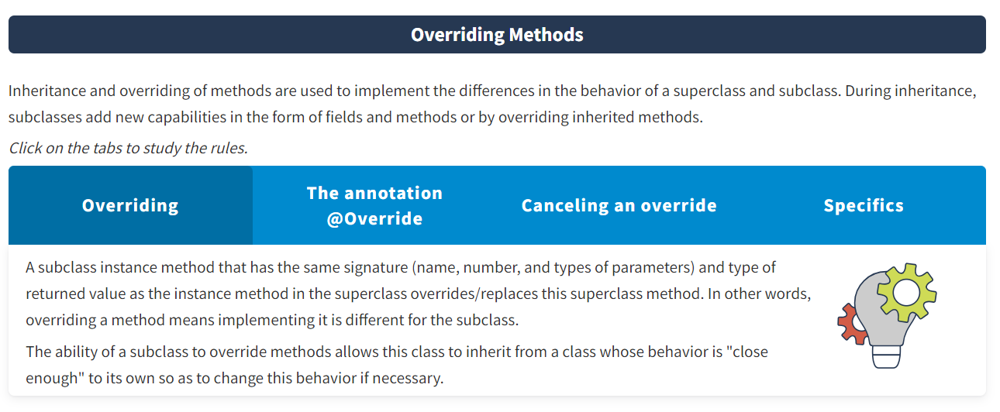 Overriding Methods
Inheritance and overriding of methods are used to implement the differences in the behavior of a superclass and subclass. During inheritance,
subclasses add new capabilities in the form of fields and methods or by overriding inherited methods.
Click on the tabs to study the rules.
Overriding
The annotation
@Override
Canceling an override
Specifics
A subclass instance method that has the same signature (name, number, and types of parameters) and type of
returned value as the instance method in the superclass overrides/replaces this superclass method. In other words,
overriding a method means implementing it is different for the subclass.
The ability of a subclass to override methods allows this class to inherit from a class whose behavior is "close
enough" to its own so as to change this behavior if necessary.